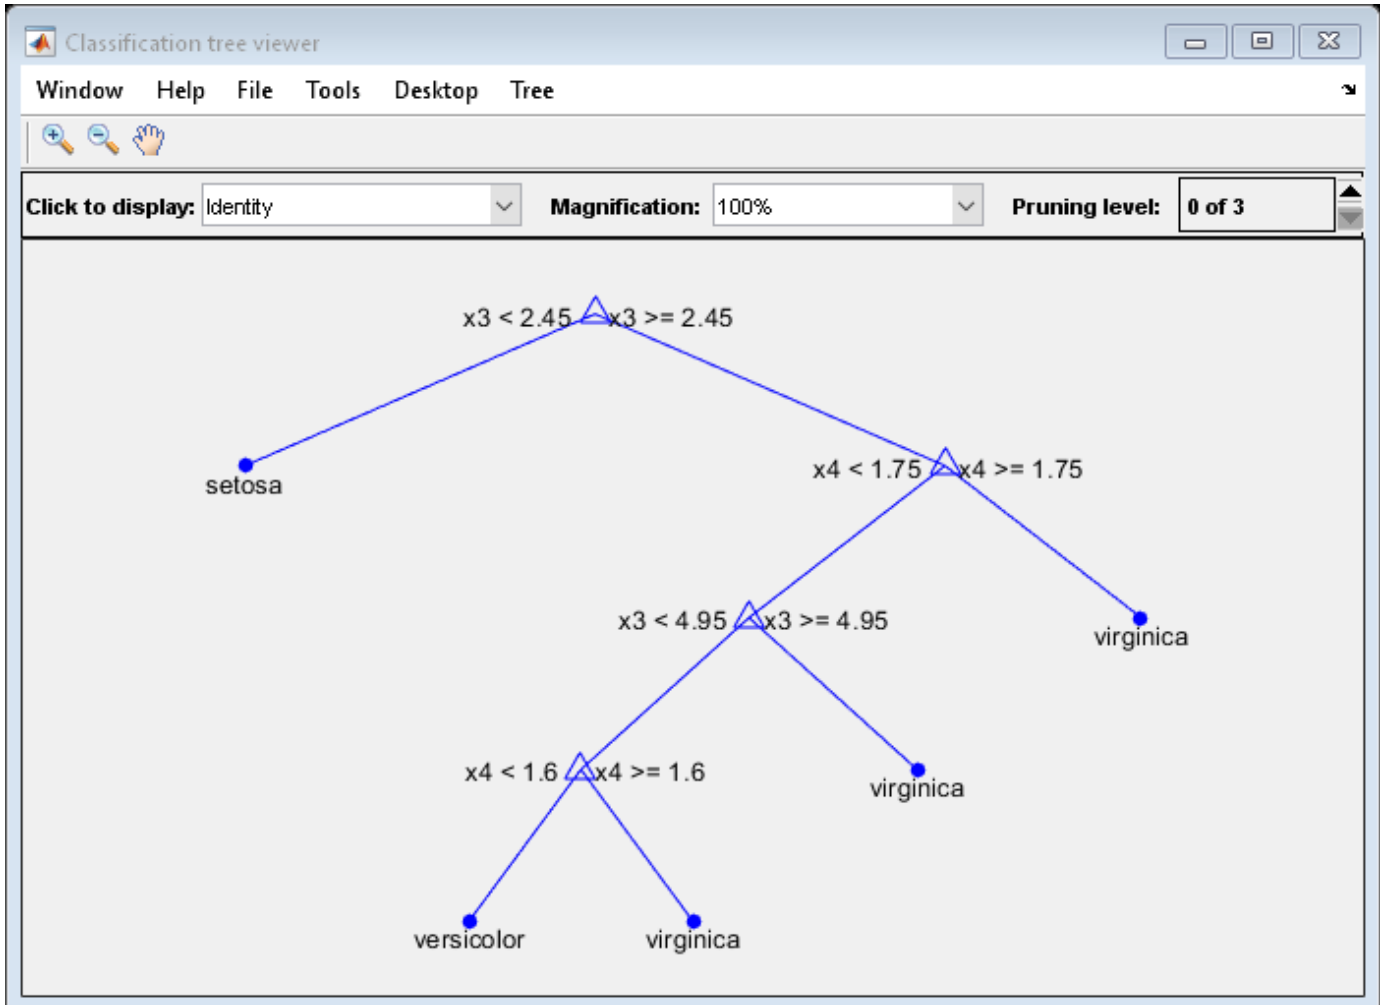 Classification tree viewer
Window Help File Tools Desktop Tree
Click to display: Identity Magnification: 100% Pruning level: 0 of 3
x3 < 2.45 x3 >= 2.45
setosa
x4 < 1.75 x4 >= 1.75
x3 < 4.95 x3 >= 4.95
virginica
x4 < 1.6 x4 >= 1.6
virginica
versicolor virginica